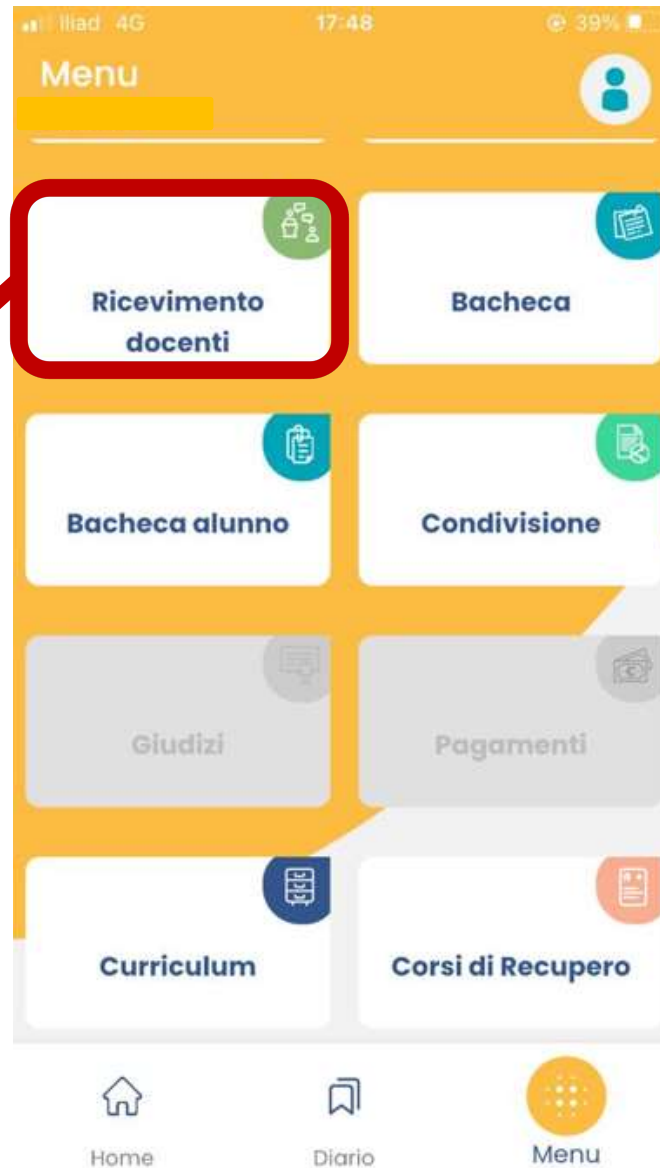 Iliad 4G 17:48 39%
Menu
Ricevimento
docenti
Bacheca
Bacheca alunno
Condivisione
Giudizi
Pagamenti
Curriculum
Corsi di Recupero
Home
Diario
Menu